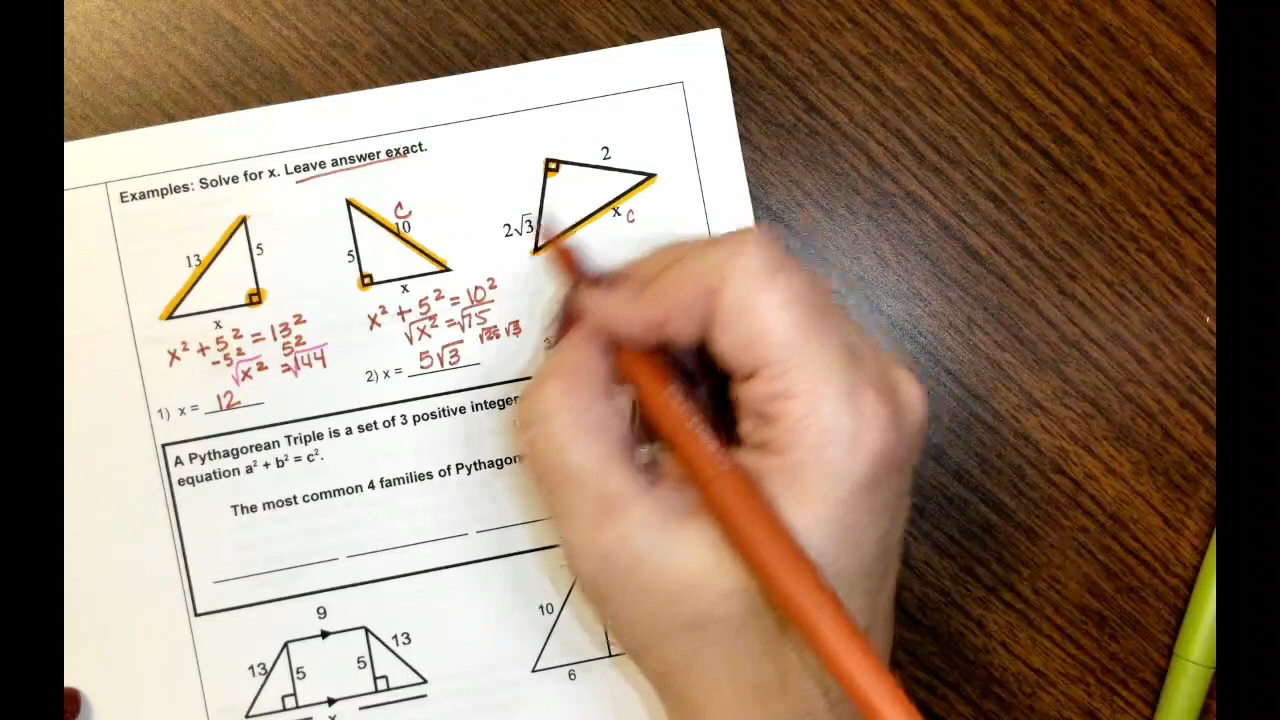 Examples: Solve for x. Leave answer exact.
13
5
x
x² + 5² = 13²
-5² 5²
√x² = √144
1) x = 12
C
10
5
x
x² + 5² = 10²
√x² = √75
√25 √3
2) x = 5√3
2
2√3
x C
A Pythagorean Triple is a set of 3 positive integer
equation a² + b² = c².
The most common 4 families of Pythagor
9
13
5
5
13
x
10
6